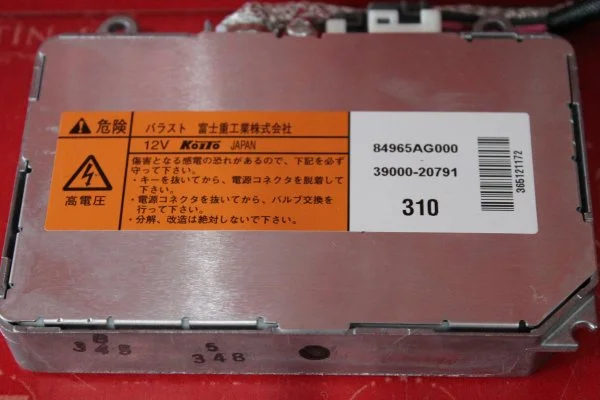 危険
バラスト 富士重工業株式会社
12V KOITO JAPAN
高電圧
傷害となる感電の恐れがあるので、下記を必ず
守って下さい。
・キーを抜いてから、電源コネクタを脱着して
下さい。
・電源コネクタを抜いてから、バルブ交換を
行って下さい。
・分解、改造は絶対しないで下さい。
84965AG000
39000-20791
310
365121172
5
348